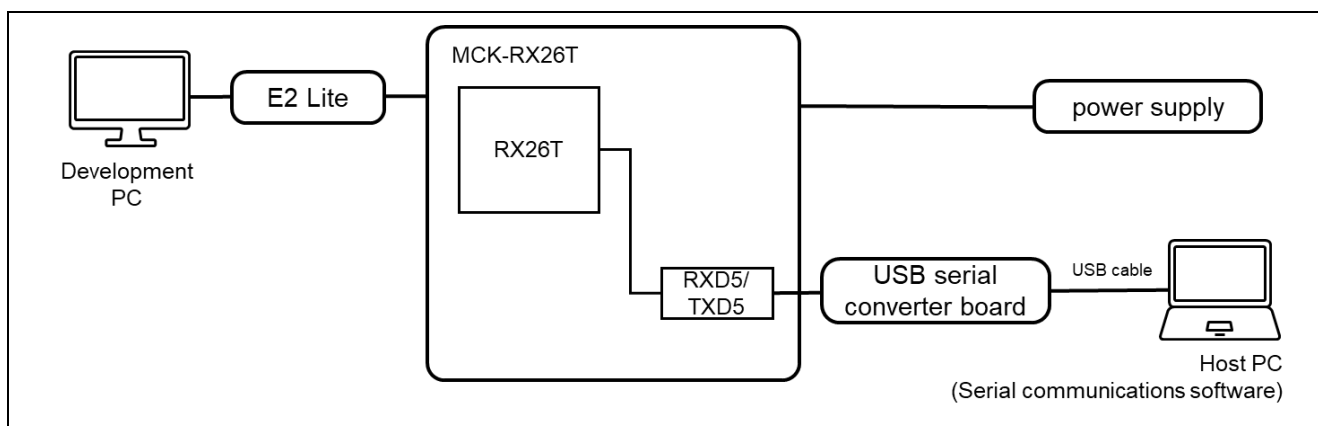 MCK-RX26T
E2 Lite
power supply
RX26T
Development
PC
RXD5/
TXD5
USB serial
converter board
USB cable
Host PC
(Serial communications software)